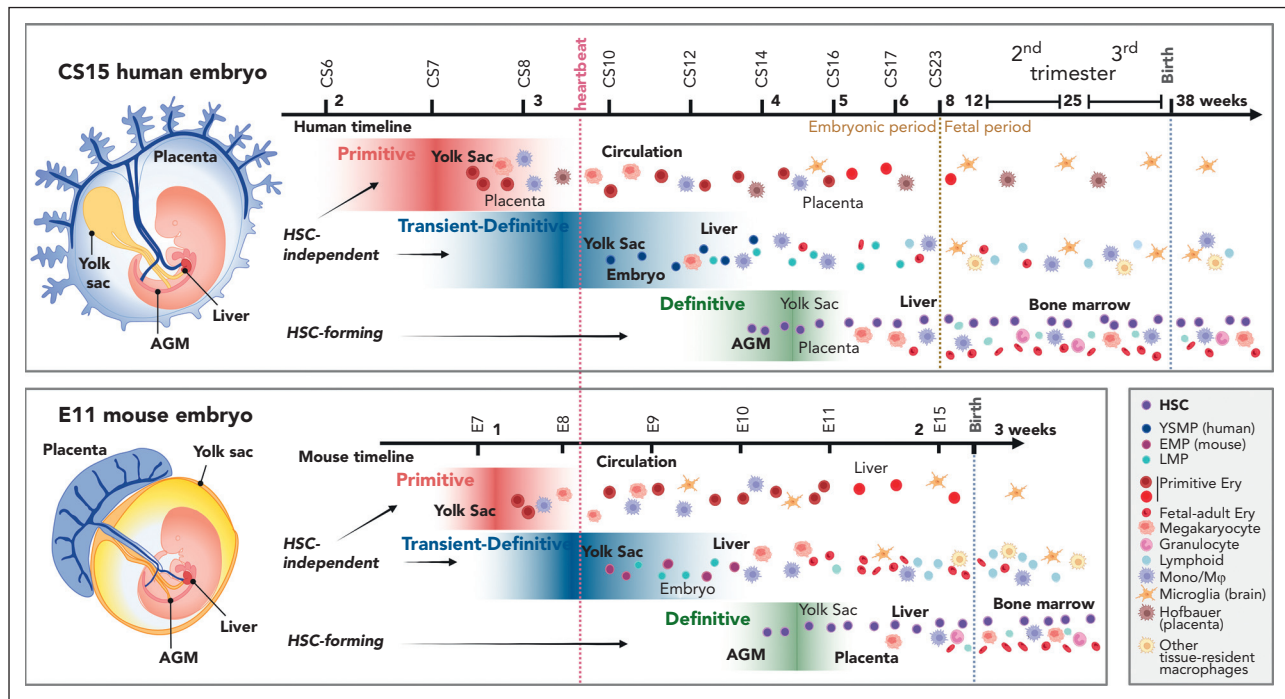 CS15 human embryo
Placenta
Yolk
sac
Liver
AGM
CS6
CS7
CS8
heartbeat
CS10
CS12
CS14
CS16
CS17
CS23
2nd
3rd
trimester
Birth
2
3
4
5
6
8
12
25
38 weeks
Human timeline
Embryonic period
Fetal period
Primitive
Yolk Sac
Circulation
Placenta
Placenta
HSC-
independent
Transient-Definitive
Yolk Sac
Embryo
Liver
Definitive
Yolk Sac
Liver
Bone marrow
HSC-forming
AGM
Placenta
E11 mouse embryo
Placenta
Yolk sac
Liver
AGM
E7
1
E8
E9
E10
E11
2
E15
Birth
3 weeks
Mouse timeline
Primitive
Circulation
Liver
Yolk Sac
HSC-
independent
Transient-Definitive
Yolk Sac
Liver
Embryo
Definitive
Yolk Sac
Liver
Bone marrow
HSC-forming
AGM
Placenta
HSC
YSMP (human)
EMP (mouse)
LMP
Primitive Ery
Fetal-adult Ery
Megakaryocyte
Granulocyte
Lymphoid
Mono/Mφ
Microglia (brain)
Hofbauer
(placenta)
Other
tissue-resident
macrophages